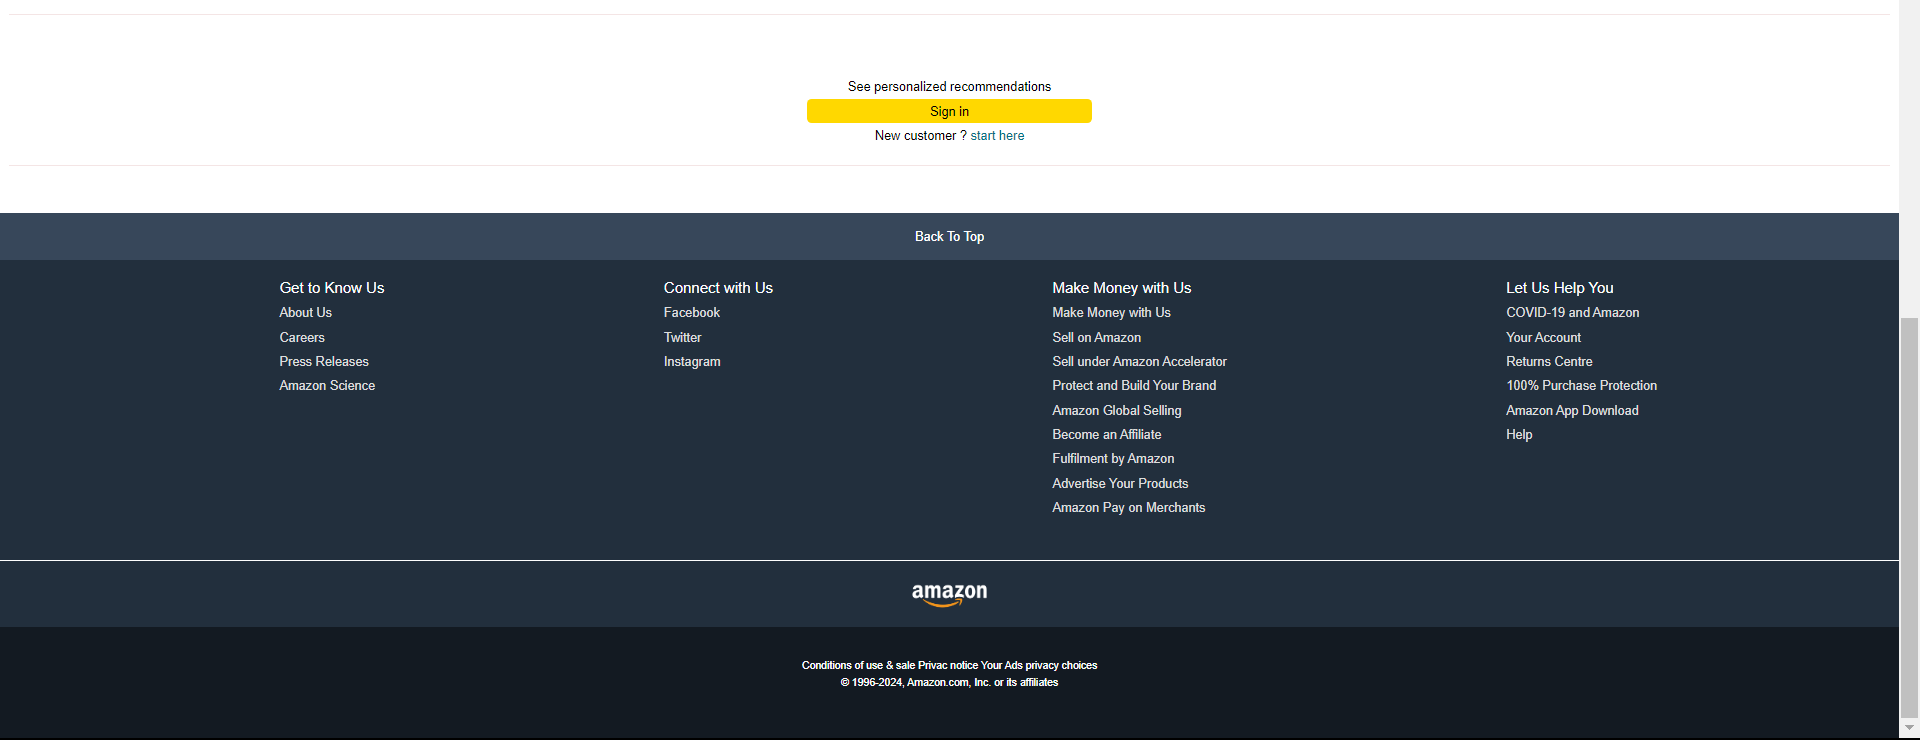 See personalized recommendations
Sign in
New customer ? start here
Back To Top
Get to Know Us
About Us
Careers
Press Releases
Amazon Science
Connect with Us
Facebook
Twitter
Instagram
Make Money with Us
Make Money with Us
Sell on Amazon
Sell under Amazon Accelerator
Protect and Build Your Brand
Amazon Global Selling
Become an Affiliate
Fulfilment by Amazon
Advertise Your Products
Amazon Pay on Merchants
Let Us Help You
COVID-19 and Amazon
Your Account
Returns Centre
100% Purchase Protection
Amazon App Download
Help
amazon
Conditions of use & sale Privac notice Your Ads privacy choices
© 1996-2024, Amazon.com, Inc. or its affiliates